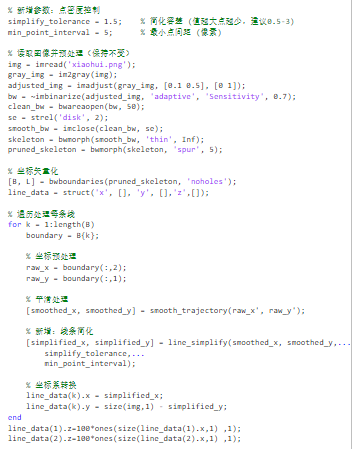 % 新增参数：点密度控制
simplify_tolerance = 1.5;   % 简化容差 (值越大点越少，建议0.5-3)
min_point_interval = 5;     % 最小点间距 (像素)
% 读取图像并预处理（保持不变）
img = imread('xiaohui.png');
gray_img = im2gray(img);
adjusted_img = imadjust(gray_img, [0.1 0.5], [0 1]);
bw = ~imbinarize(adjusted_img, 'adaptive', 'Sensitivity', 0.7);
clean_bw = bwareaopen(bw, 50);
se = strel('disk', 2);
smooth_bw = imclose(clean_bw, se);
skeleton = bwmorph(smooth_bw, 'thin', Inf);
pruned_skeleton = bwmorph(skeleton, 'spur', 5);
% 坐标矢量化
[B, L] = bwboundaries(pruned_skeleton, 'noholes');
line_data = struct('x', [], 'y', [],'z',[]);
% 遍历处理每条线
for k = 1:length(B)
    boundary = B{k};
    % 坐标预处理
    raw_x = boundary(:,2);
    raw_y = boundary(:,1);
    % 平滑处理
    [smoothed_x, smoothed_y] = smooth_trajectory(raw_x', raw_y');
    % 新增：线条简化
    [simplified_x, simplified_y] = line_simplify(smoothed_x, smoothed_y,...
        simplify_tolerance,...
        min_point_interval);
    % 坐标系转换
    line_data(k).x = simplified_x;
    line_data(k).y = size(img,1) - simplified_y;
end
line_data(1).z=100*ones(size(line_data(1).x,1) ,1);
line_data(2).z=100*ones(size(line_data(2).x,1) ,1);